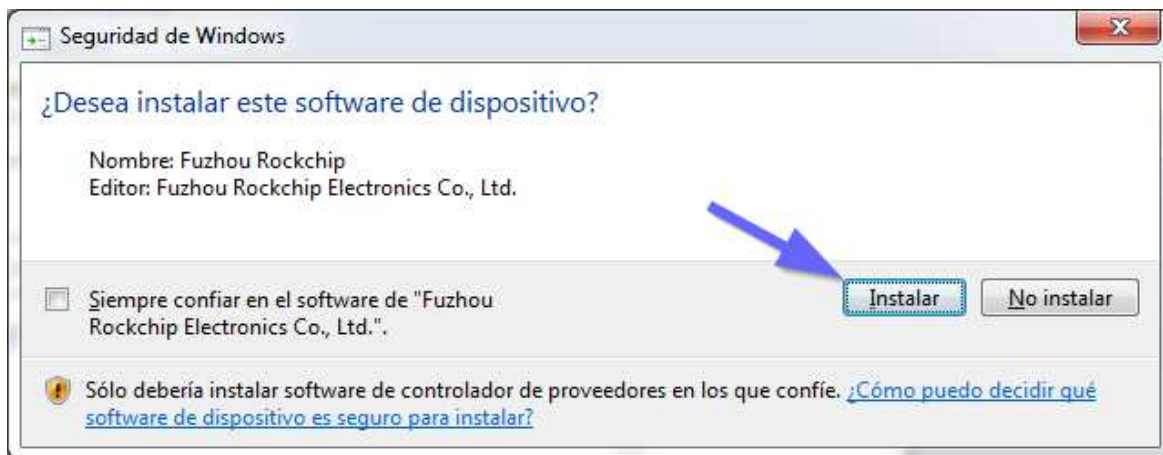 Seguridad de Windows
¿Desea instalar este software de dispositivo?
Nombre: Fuzhou Rockchip
Editor: Fuzhou Rockchip Electronics Co., Ltd.
Siempre confiar en el software de "Fuzhou
Rockchip Electronics Co., Ltd.".
Instalar
No instalar
Sólo debería instalar software de controlador de proveedores en los que confíe. ¿Cómo puedo decidir qué
software de dispositivo es seguro para instalar?